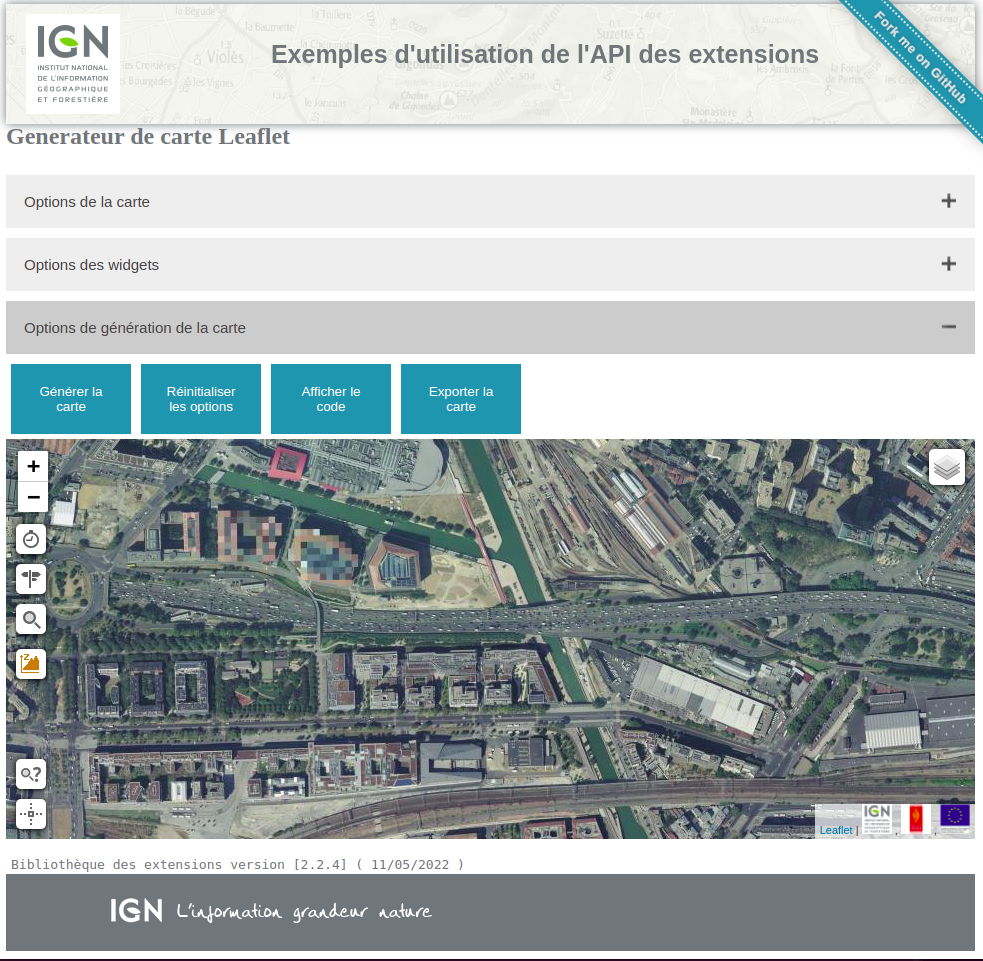 IGN
INSTITUT NATIONAL
DE L'INFORMATION
GÉOGRAPHIQUE
ET FORESTIÈRE
Exemples d'utilisation de l'API des extensions
Fork me on GitHub
Generateur de carte Leaflet
Options de la carte
Options des widgets
Options de génération de la carte
Générer la
carte
Réinitialiser
les options
Afficher le
code
Exporter la
carte
+
−
Z
?
Leaflet |
IGN
, ,
Bibliothèque des extensions version [2.2.4] ( 11/05/2022 )
IGN L'information grandeur nature